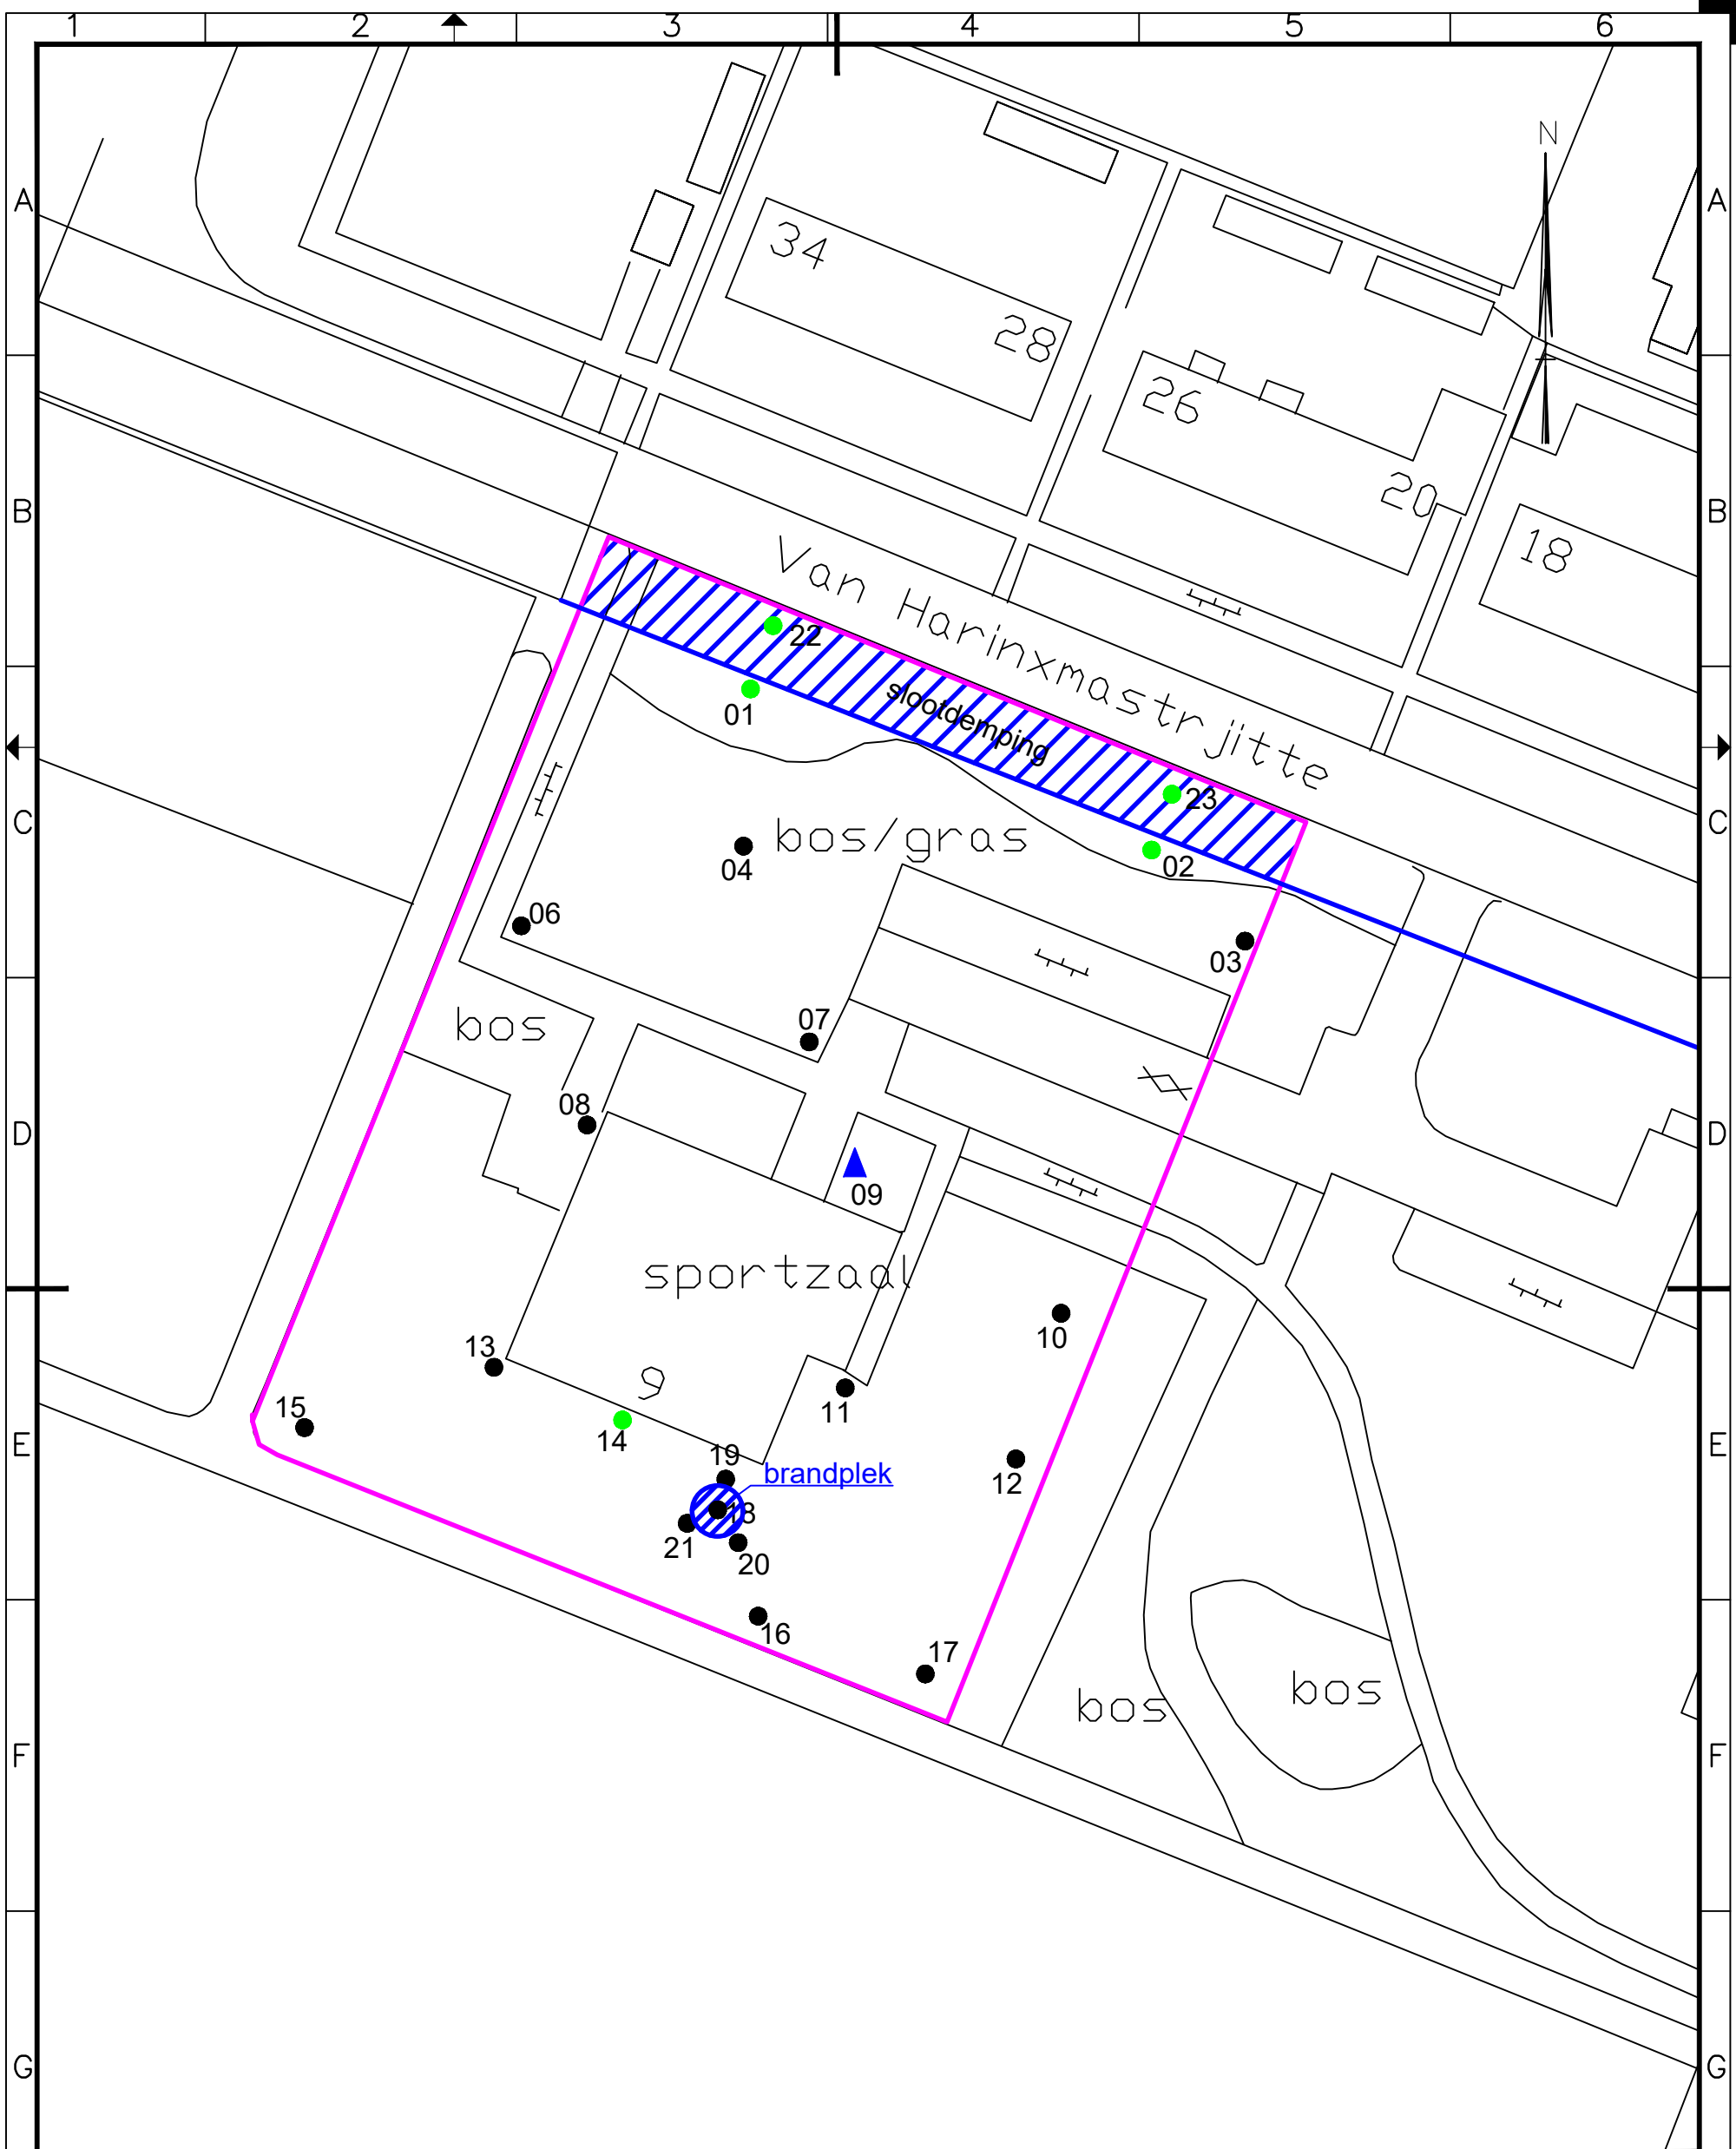 1 2 3 4 5 6
N
A A
34
28
26
20
B B
18
Van Harinxmastrjitte
22
slootdemping
01
23
C C
bos/gras
04
02
06
03
07
bos
08
D D
09
sportzaal
10
13
9
11
15
14
E E
19
brandplek
12
18
21
20
16
17
bos
bos
F F
G G